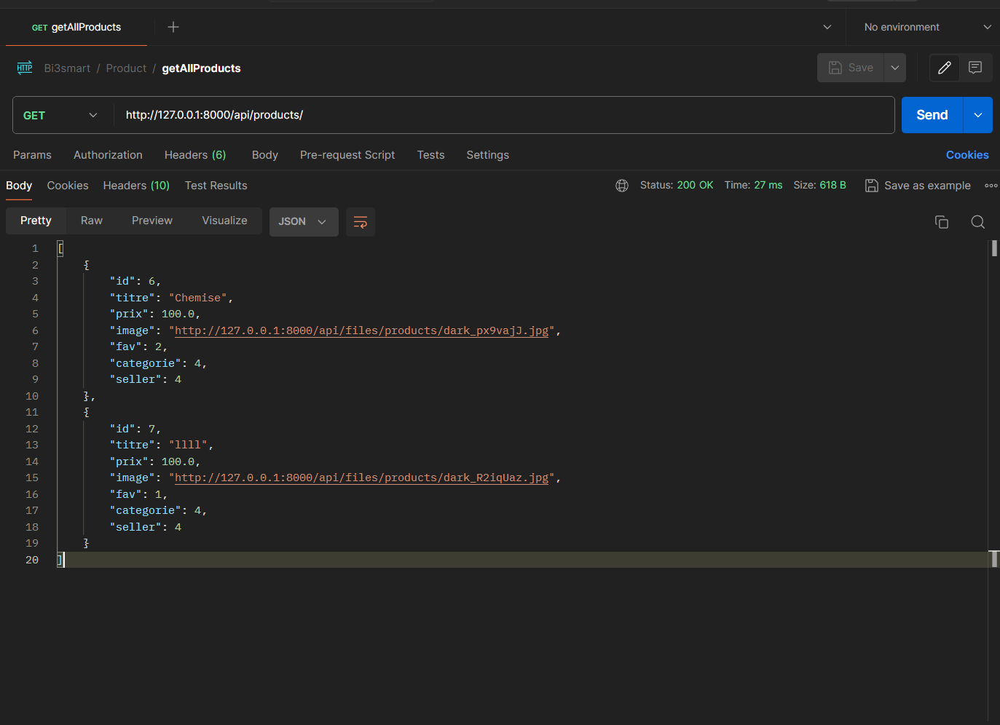 GET getAllProducts
No environment
HTTP Bi3smart / Product / getAllProducts
Save
GET http://127.0.0.1:8000/api/products/ Send
Params Authorization Headers (6) Body Pre-request Script Tests Settings Cookies
Body Cookies Headers (10) Test Results Status: 200 OK Time: 27 ms Size: 618 B Save as example
Pretty Raw Preview Visualize JSON
1 [
2 {
3 "id": 6,
4 "titre": "Chemise",
5 "prix": 100.0,
6 "image": "http://127.0.0.1:8000/api/files/products/dark_px9vajJ.jpg",
7 "fav": 2,
8 "categorie": 4,
9 "seller": 4
10 },
11 {
12 "id": 7,
13 "titre": "llll",
14 "prix": 100.0,
15 "image": "http://127.0.0.1:8000/api/files/products/dark_R2iqUaz.jpg",
16 "fav": 1,
17 "categorie": 4,
18 "seller": 4
19 }
20 ]